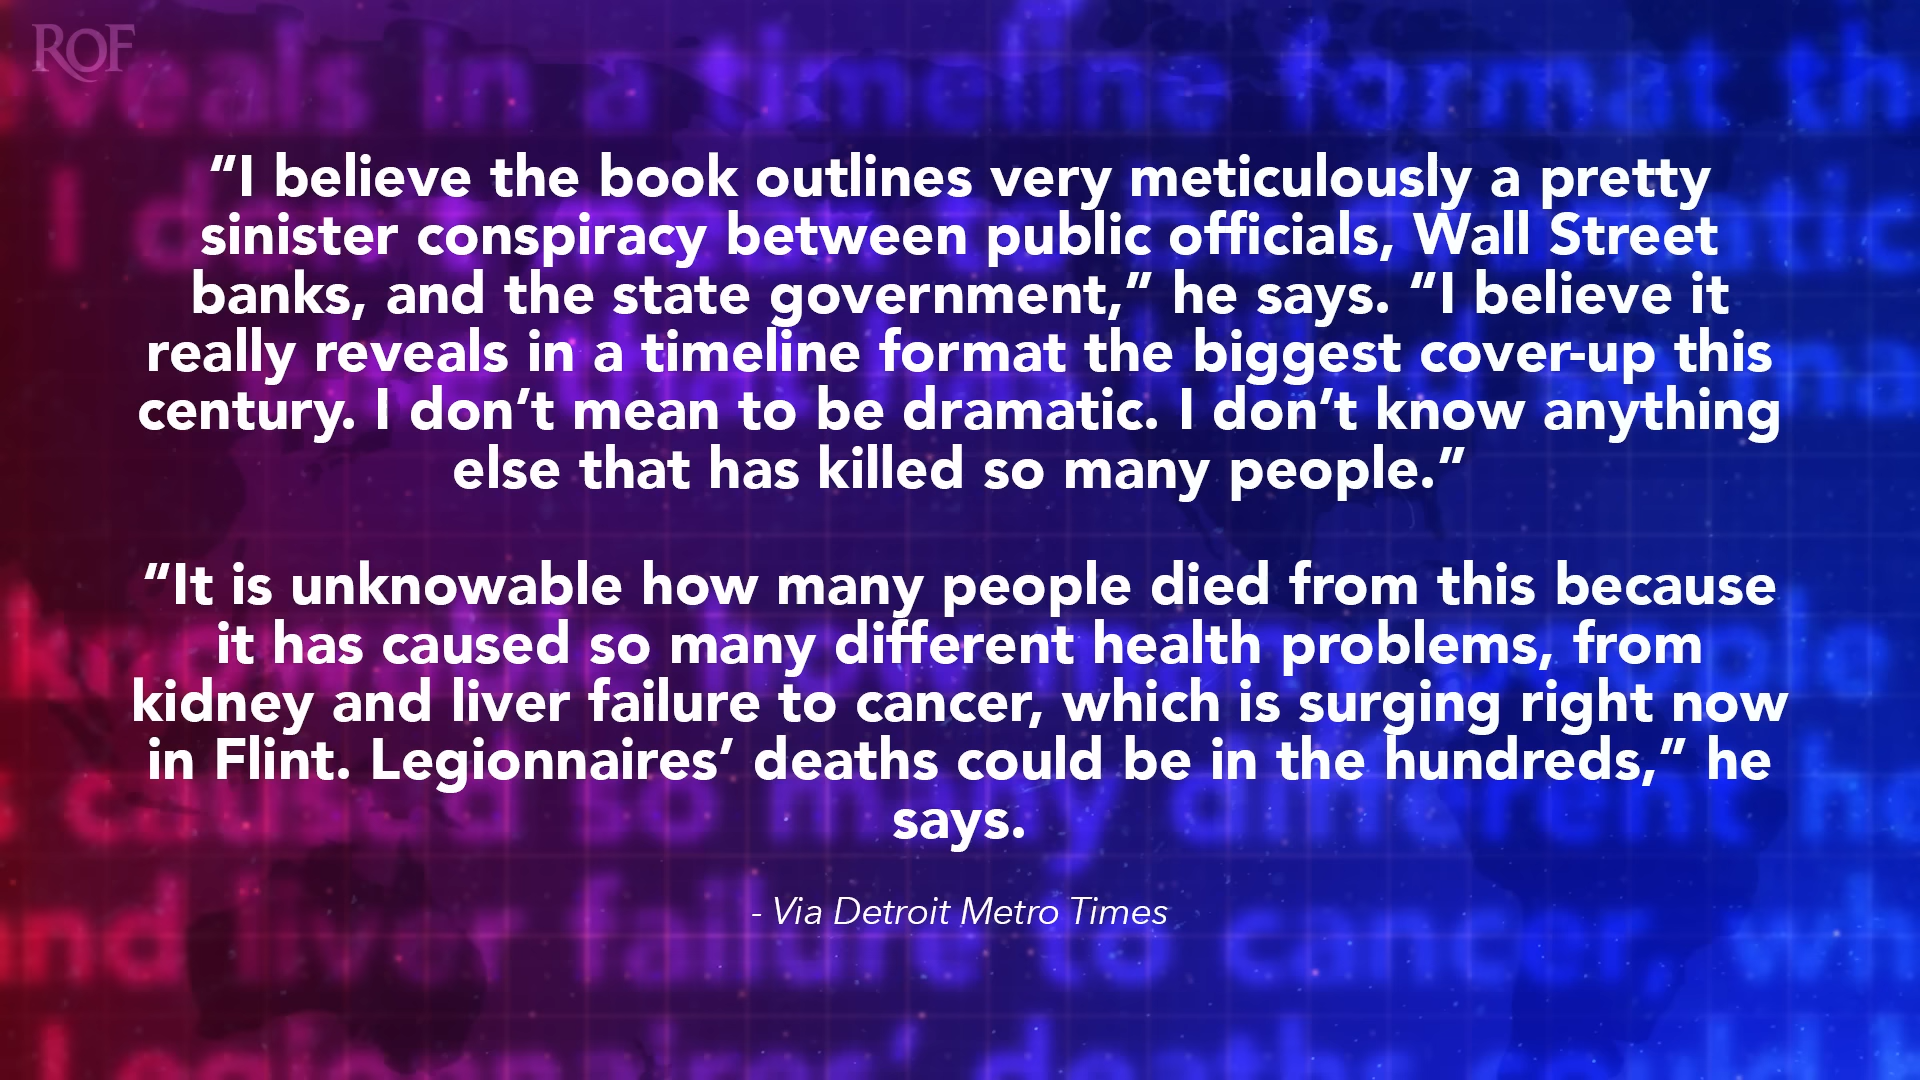 ROF
“I believe the book outlines very meticulously a pretty
sinister conspiracy between public officials, Wall Street
banks, and the state government,” he says. “I believe it
really reveals in a timeline format the biggest cover-up this
century. I don’t mean to be dramatic. I don’t know anything
else that has killed so many people.”
“It is unknowable how many people died from this because
it has caused so many different health problems, from
kidney and liver failure to cancer, which is surging right now
in Flint. Legionnaires’ deaths could be in the hundreds,” he
says.
- Via Detroit Metro Times